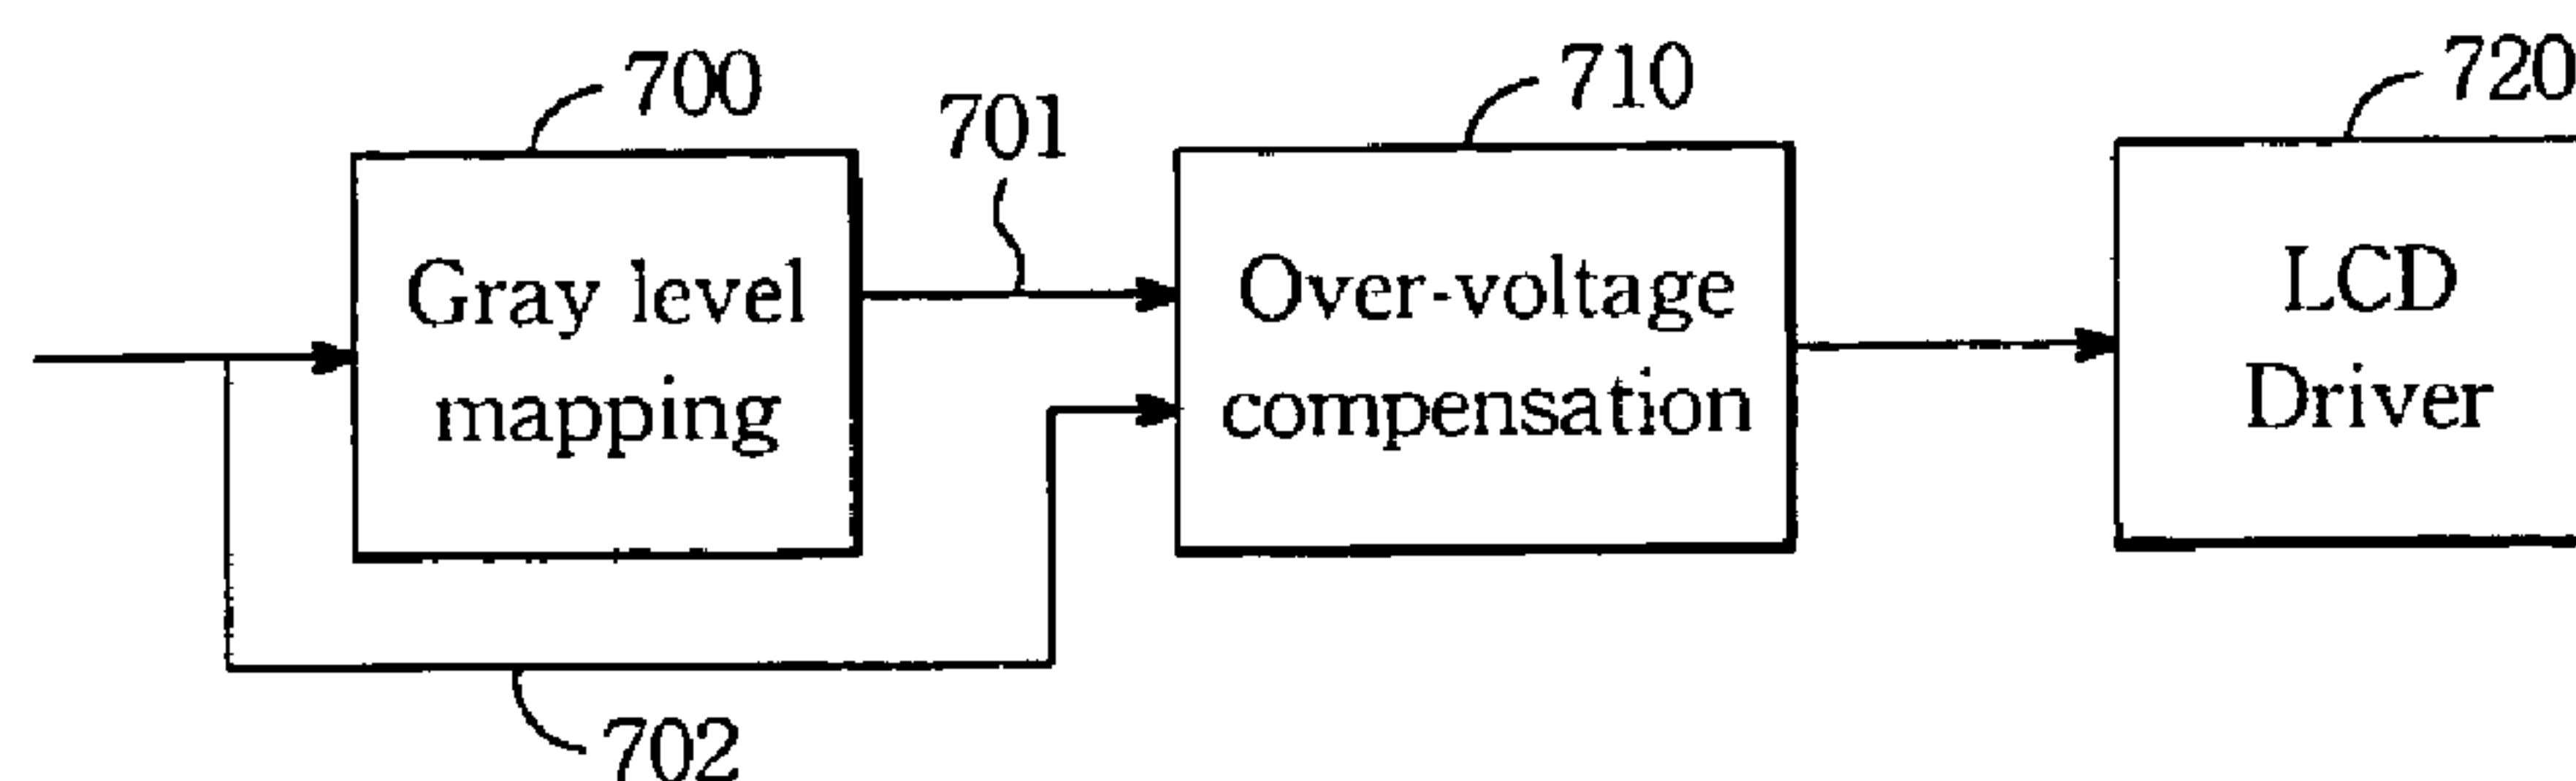 700
701
710
720
Gray level
mapping
Over-voltage
compensation
LCD
Driver
702